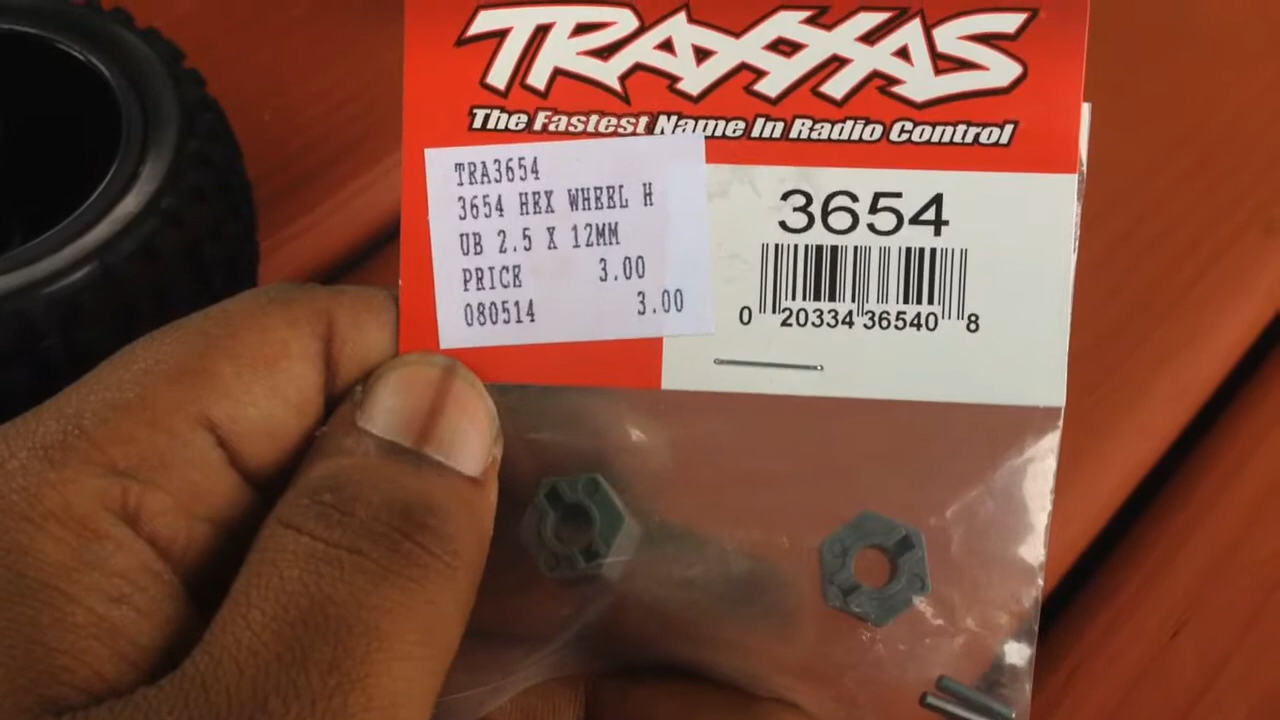 TRAXXAS
The Fastest Name In Radio Control
TRA3654
3654 HEX WHEEL H
UB 2.5 X 12MM
PRICE 3.00
080514 3.00
3654
0 20334 36540 8